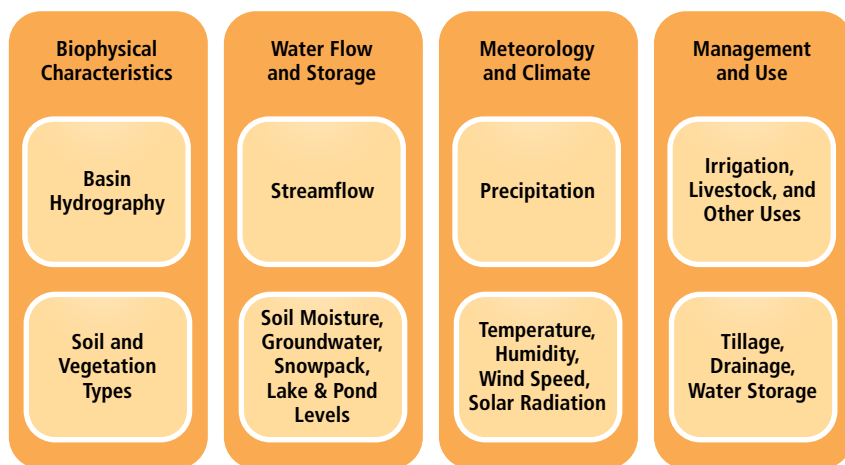 Biophysical
Characteristics
Basin
Hydrography
Soil and
Vegetation
Types
Water Flow
and Storage
Streamflow
Soil Moisture,
Groundwater,
Snowpack,
Lake & Pond
Levels
Meteorology
and Climate
Precipitation
Temperature,
Humidity,
Wind Speed,
Solar Radiation
Management
and Use
Irrigation,
Livestock, and
Other Uses
Tillage,
Drainage,
Water Storage